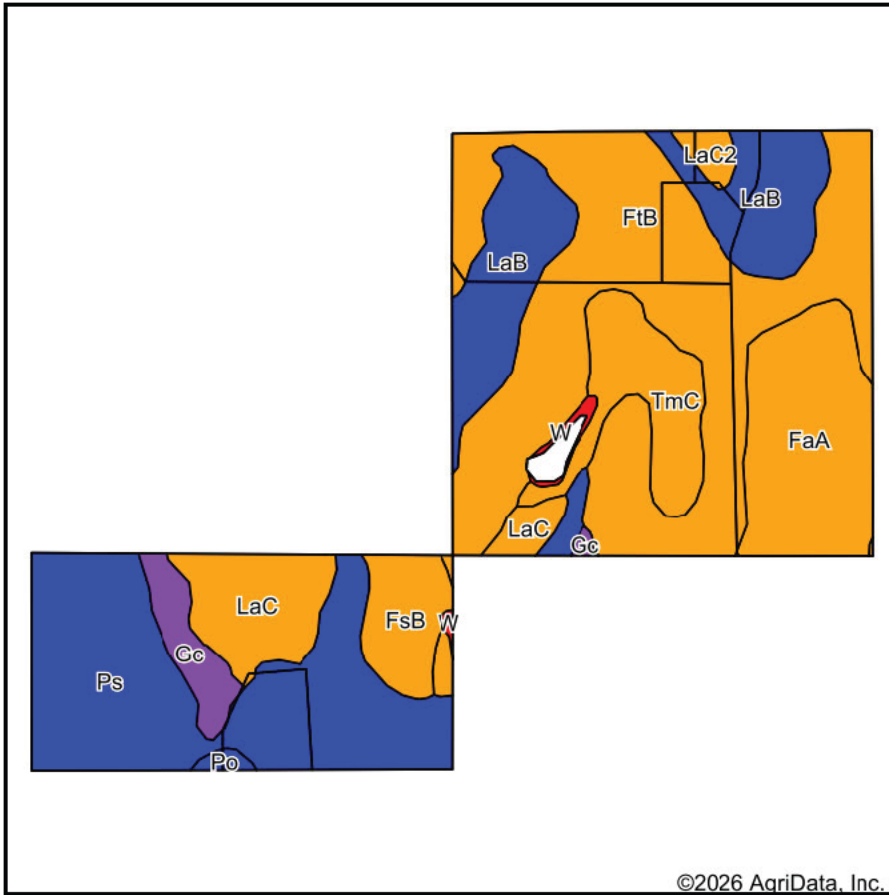 LaC2
LaB
FtB
LaB
TmC
W
FaA
LaC
Gc
LaC
FsB
W
Gc
Ps
Po
©2026 AgriData, Inc.